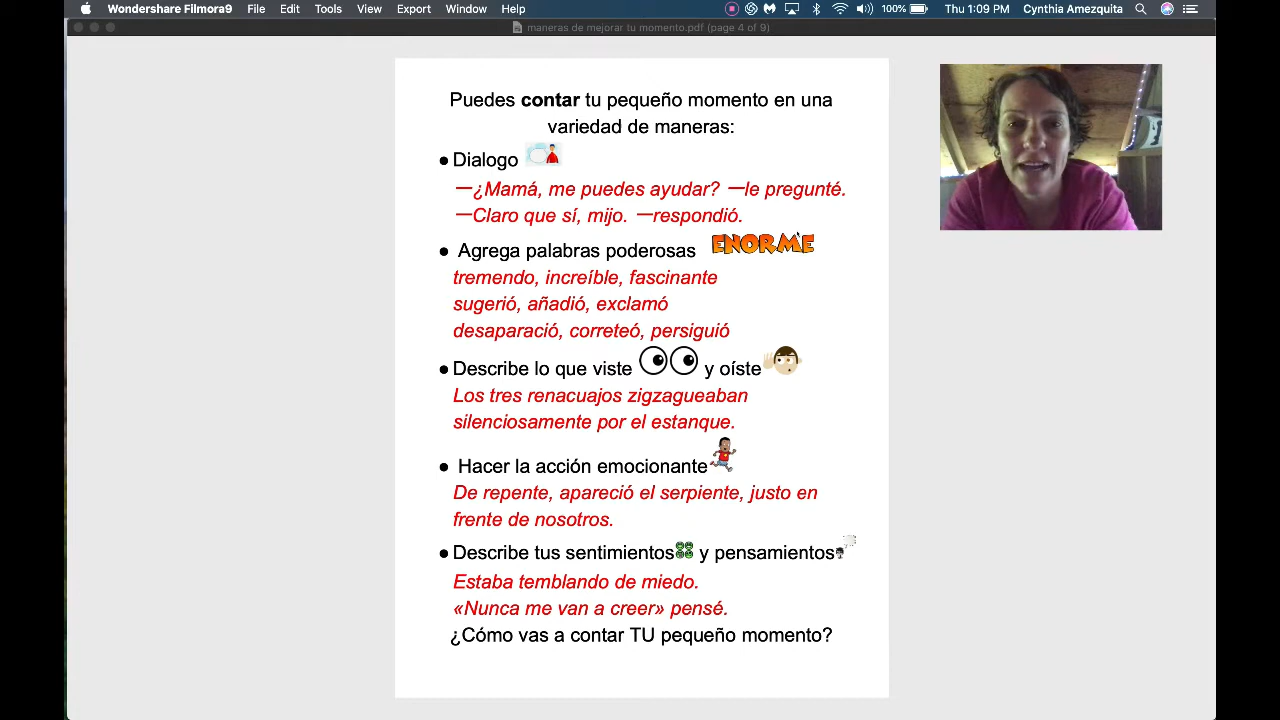 Wondershare Filmora9 File Edit Tools View Export Window Help 100% Thu 1:09 PM Cynthia Amezquita
maneras de mejorar tu momento.pdf (page 4 of 9)
Puedes contar tu pequeño momento en una
variedad de maneras:
●Dialogo
—¿Mamá, me puedes ayudar? —le pregunté.
—Claro que sí, mijo. —respondió.
● Agrega palabras poderosas ENORME
tremendo, increíble, fascinante
sugerió, añadió, exclamó
desaparació, correteó, persiguió
●Describe lo que viste y oíste
Los tres renacuajos zigzagueaban
silenciosamente por el estanque.
● Hacer la acción emocionante
De repente, apareció el serpiente, justo en
frente de nosotros.
●Describe tus sentimientos y pensamientos
Estaba temblando de miedo.
«Nunca me van a creer» pensé.
¿Cómo vas a contar TU pequeño momento?